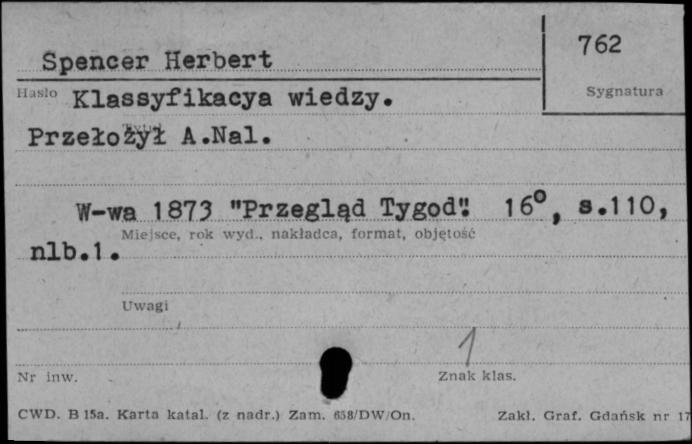 Spencer Herbert
762
Hasło Klassyfikacya wiedzy.
Sygnatura
Przełożył A.Nal.
W-wa 1873 "Przegląd Tygod". 16°, s.110,
Miejsce, rok wyd., nakładca, format, objętość
nlb.1.
Uwagi
1
Nr inw.
Znak klas.
CWD. B 15a. Karta katal. (z nadr.) Zam. 658/DW/On. Zakł. Graf. Gdańsk nr 17